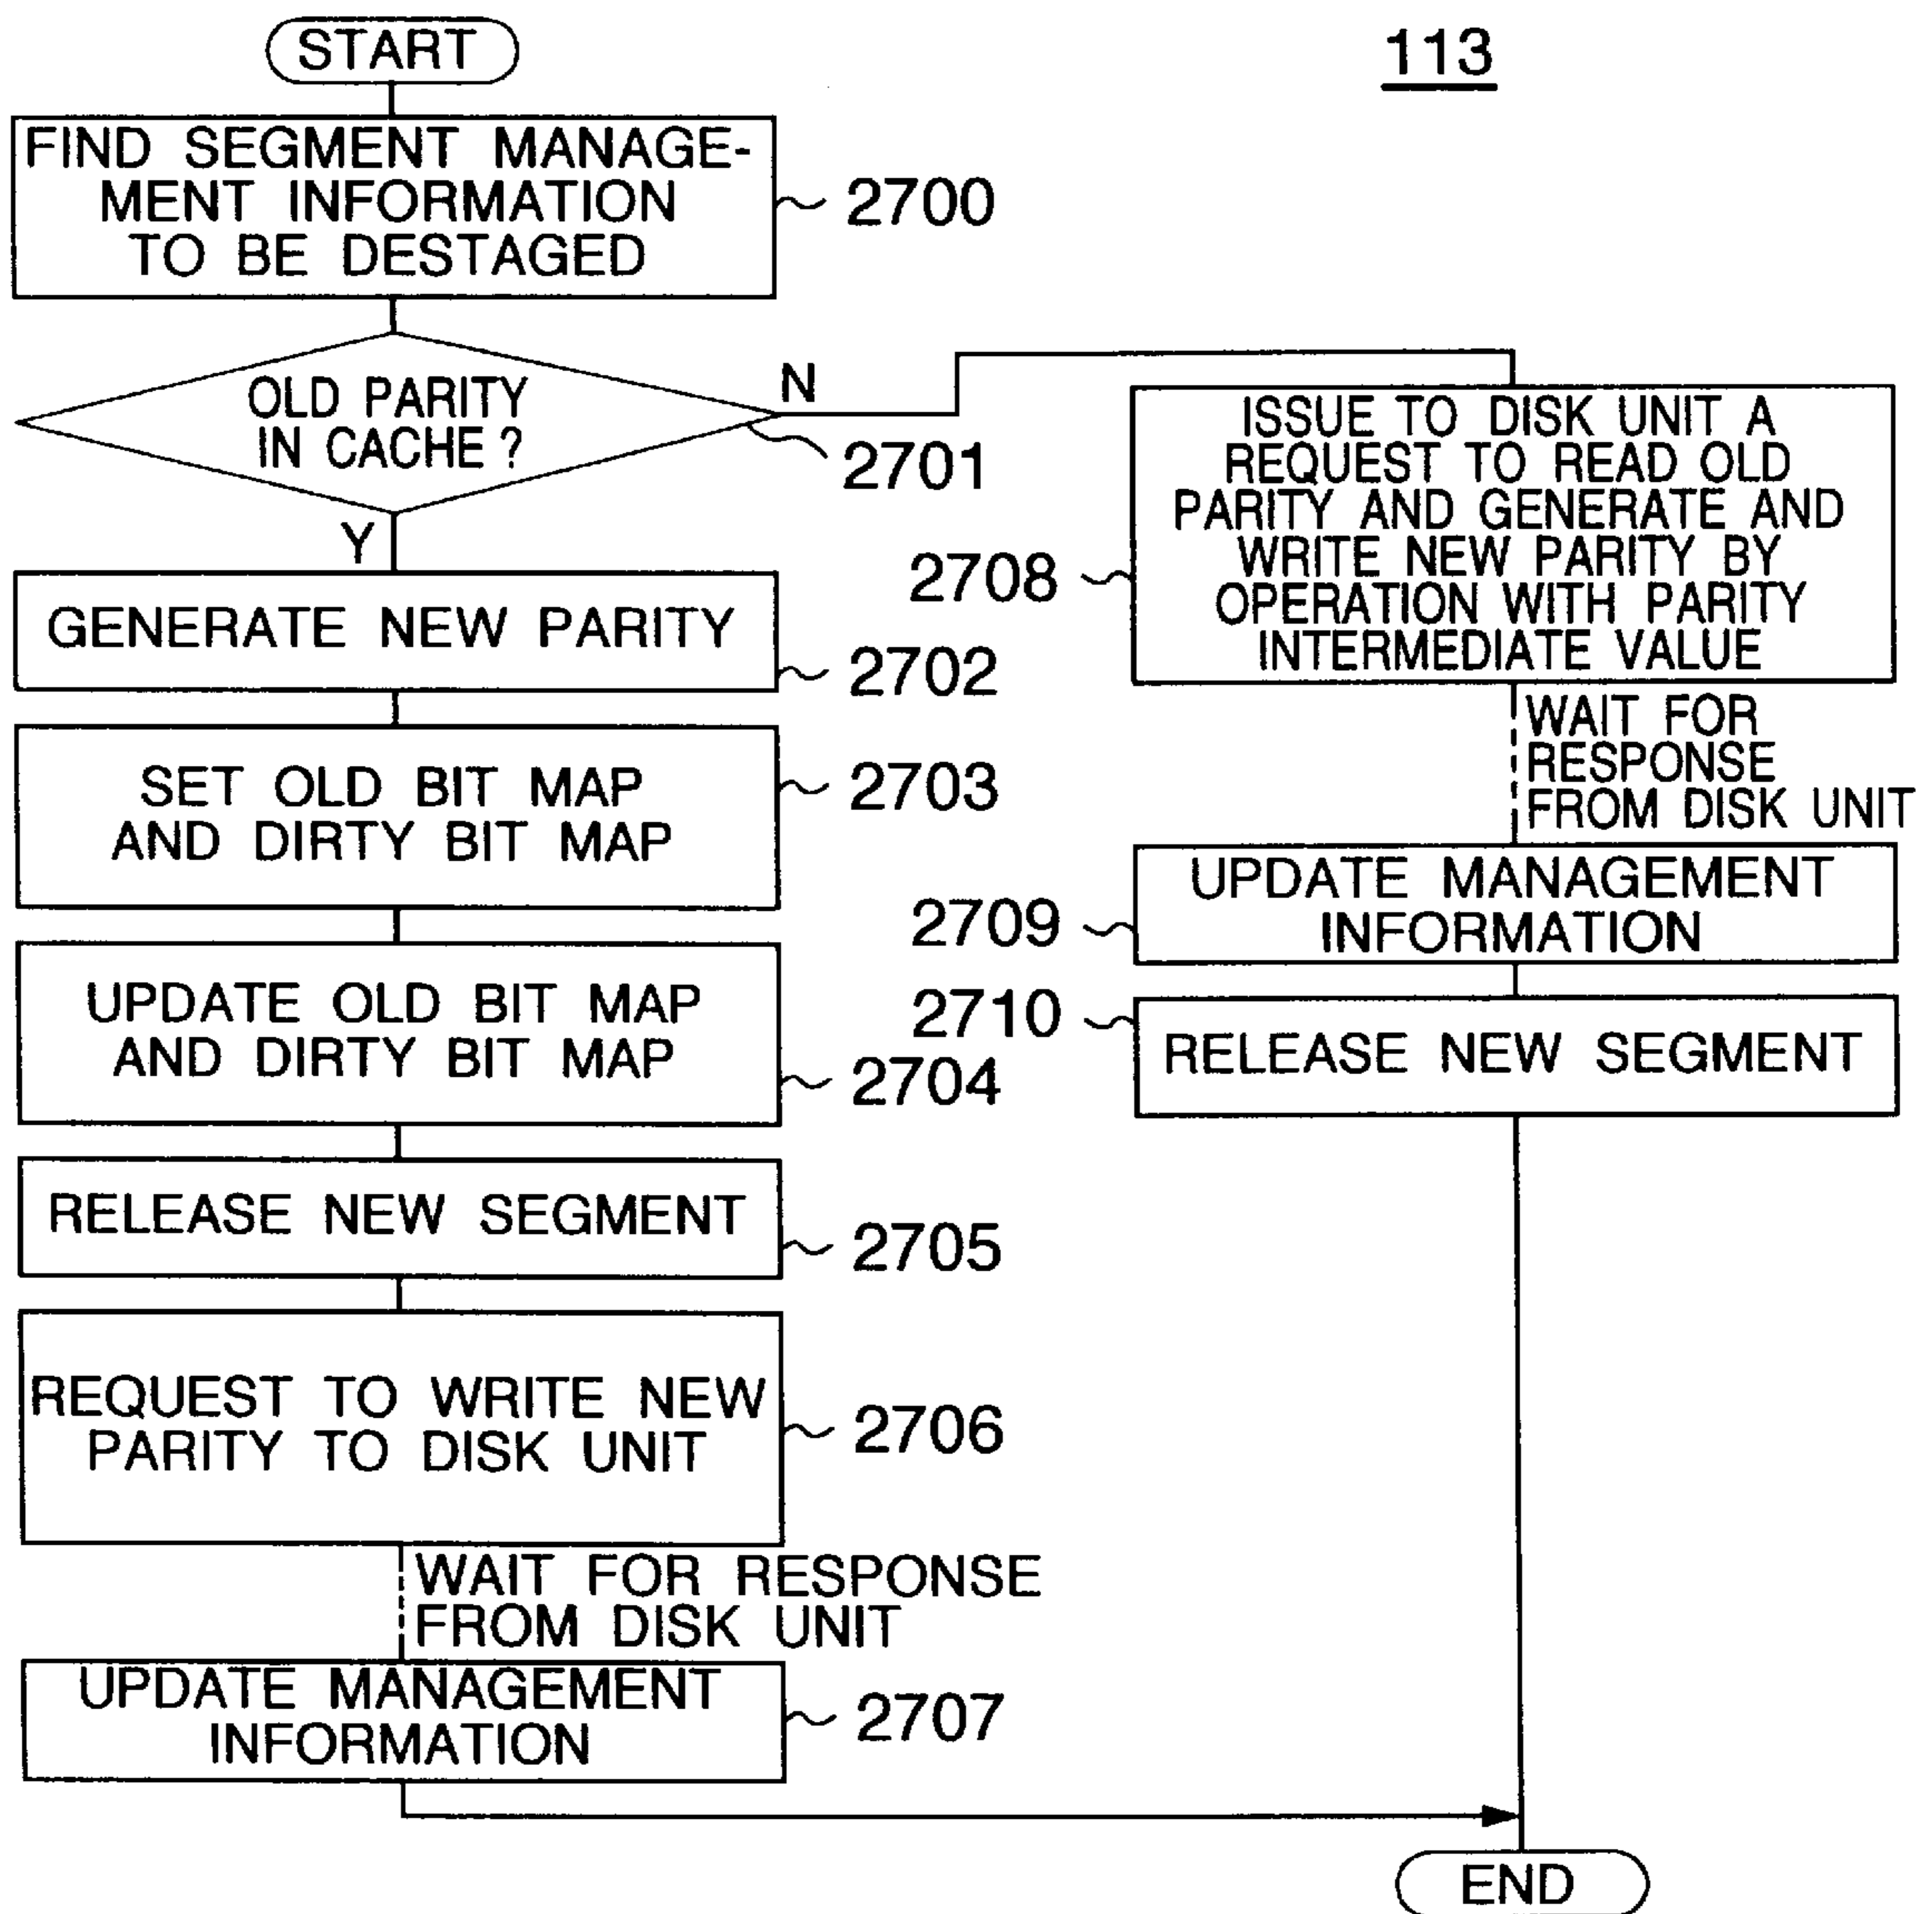 START
113
FIND SEGMENT MANAGE-
MENT INFORMATION
TO BE DESTAGED
2700
OLD PARITY
IN CACHE ?
N
2701
Y
GENERATE NEW PARITY
2702
SET OLD BIT MAP
AND DIRTY BIT MAP
2703
UPDATE OLD BIT MAP
AND DIRTY BIT MAP
2704
RELEASE NEW SEGMENT
2705
REQUEST TO WRITE NEW
PARITY TO DISK UNIT
2706
WAIT FOR RESPONSE
FROM DISK UNIT
UPDATE MANAGEMENT
INFORMATION
2707
ISSUE TO DISK UNIT A
REQUEST TO READ OLD
PARITY AND GENERATE AND
WRITE NEW PARITY BY
OPERATION WITH PARITY
INTERMEDIATE VALUE
2708
WAIT FOR
RESPONSE
FROM DISK UNIT
UPDATE MANAGEMENT
INFORMATION
2709
2710
RELEASE NEW SEGMENT
END